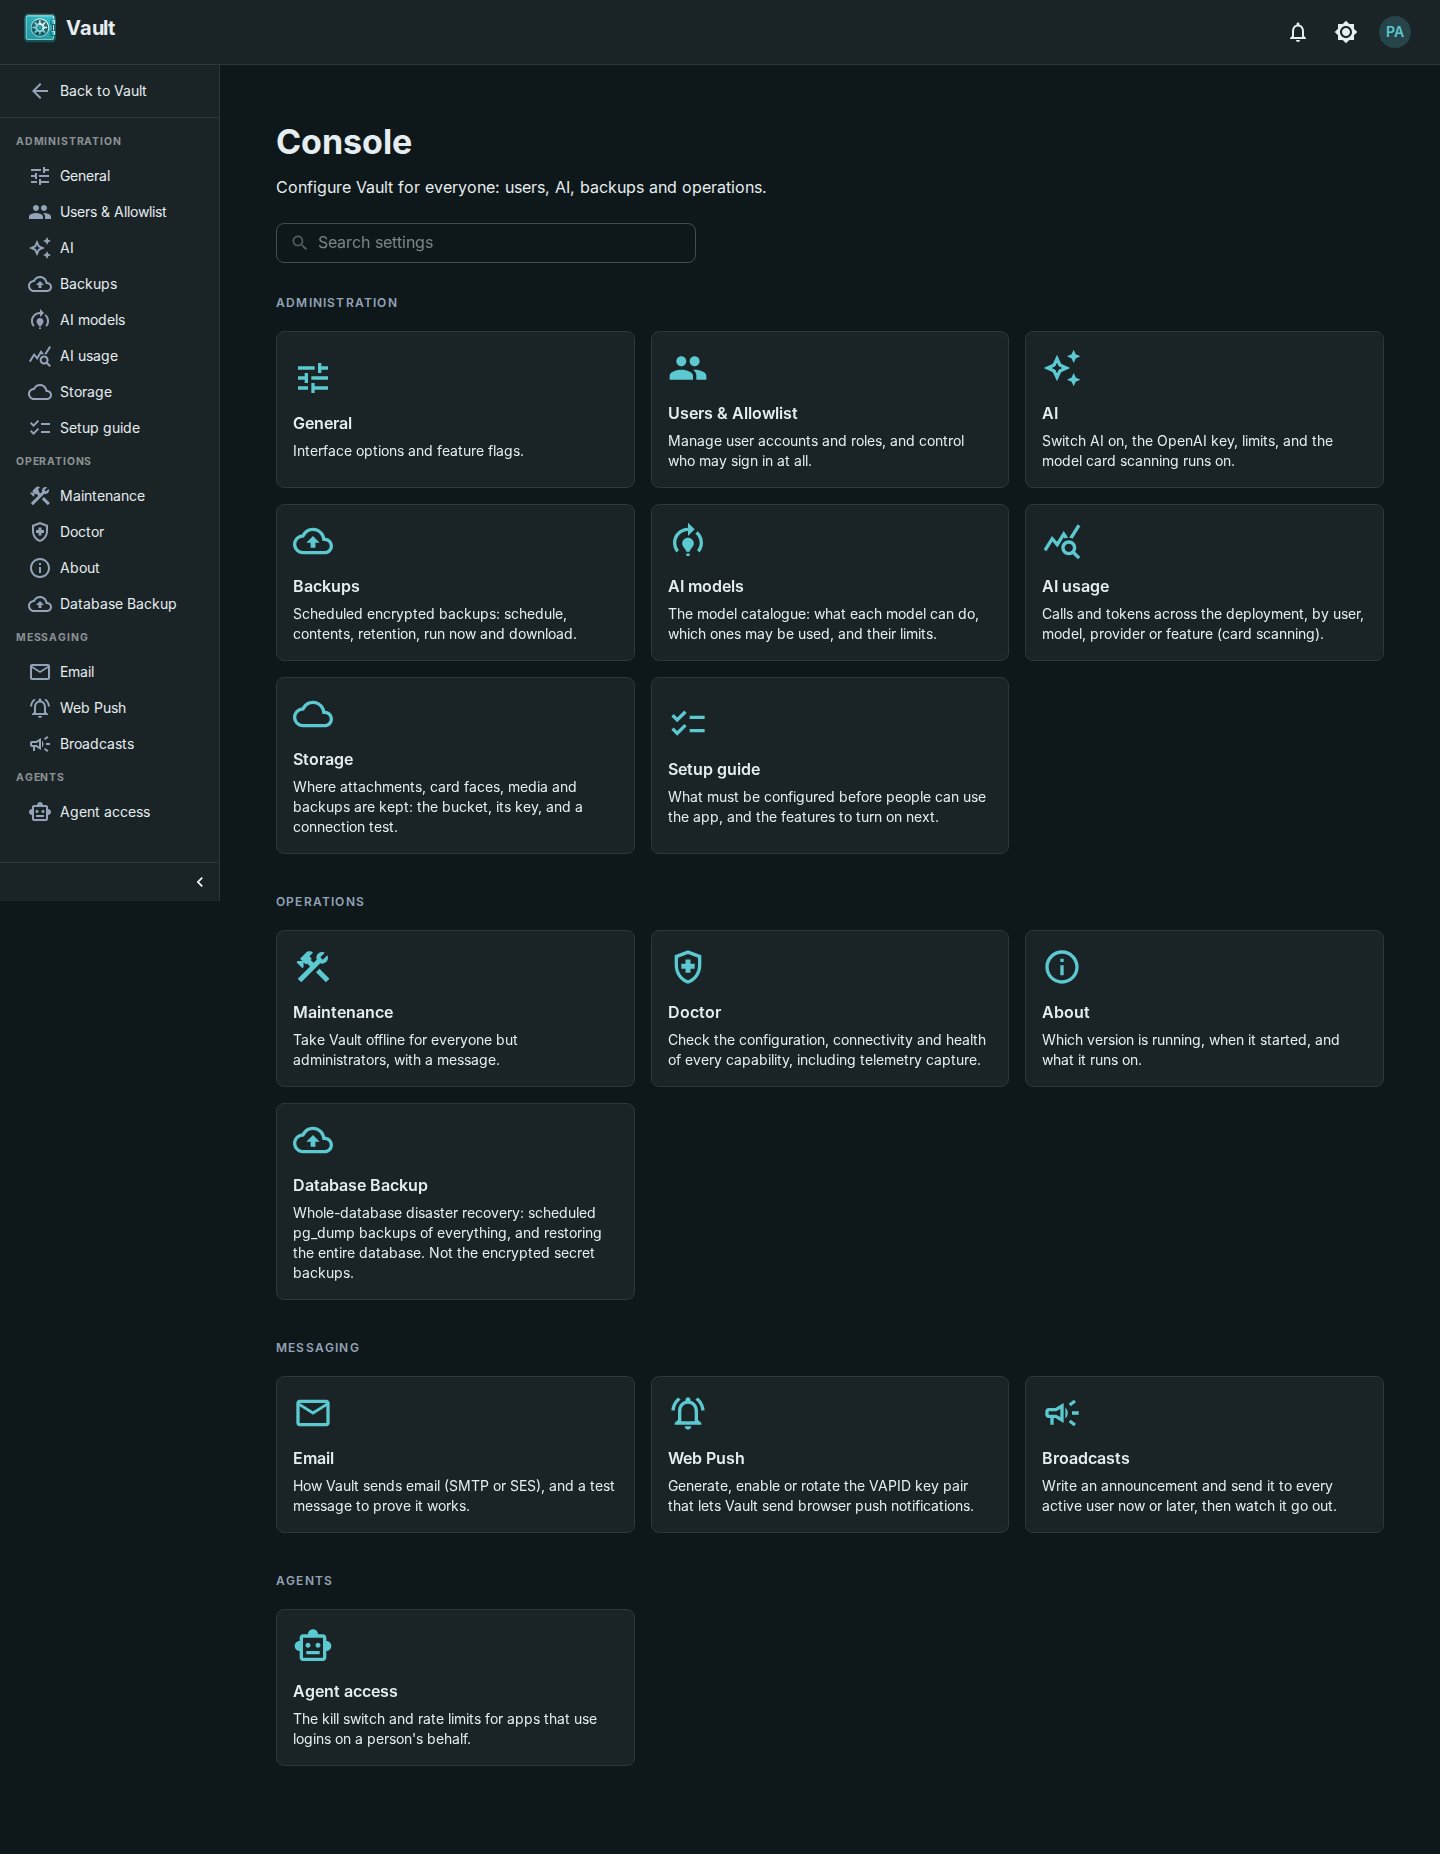 Vault
PA
Back to Vault
ADMINISTRATION
General
Users & Allowlist
AI
Backups
AI models
AI usage
Storage
Setup guide
OPERATIONS
Maintenance
Doctor
About
Database Backup
MESSAGING
Email
Web Push
Broadcasts
AGENTS
Agent access
Console
Configure Vault for everyone: users, AI, backups and operations.
Search settings
ADMINISTRATION
General
Interface options and feature flags.
Users & Allowlist
Manage user accounts and roles, and control
who may sign in at all.
AI
Switch AI on, the OpenAI key, limits, and the
model card scanning runs on.
Backups
Scheduled encrypted backups: schedule,
contents, retention, run now and download.
AI models
The model catalogue: what each model can do,
which ones may be used, and their limits.
AI usage
Calls and tokens across the deployment, by user,
model, provider or feature (card scanning).
Storage
Where attachments, card faces, media and
backups are kept: the bucket, its key, and a
connection test.
Setup guide
What must be configured before people can use
the app, and the features to turn on next.
OPERATIONS
Maintenance
Take Vault offline for everyone but
administrators, with a message.
Doctor
Check the configuration, connectivity and health
of every capability, including telemetry capture.
About
Which version is running, when it started, and
what it runs on.
Database Backup
Whole-database disaster recovery: scheduled
pg_dump backups of everything, and restoring
the entire database. Not the encrypted secret
backups.
MESSAGING
Email
How Vault sends email (SMTP or SES), and a test
message to prove it works.
Web Push
Generate, enable or rotate the VAPID key pair
that lets Vault send browser push notifications.
Broadcasts
Write an announcement and send it to every
active user now or later, then watch it go out.
AGENTS
Agent access
The kill switch and rate limits for apps that use
logins on a person's behalf.